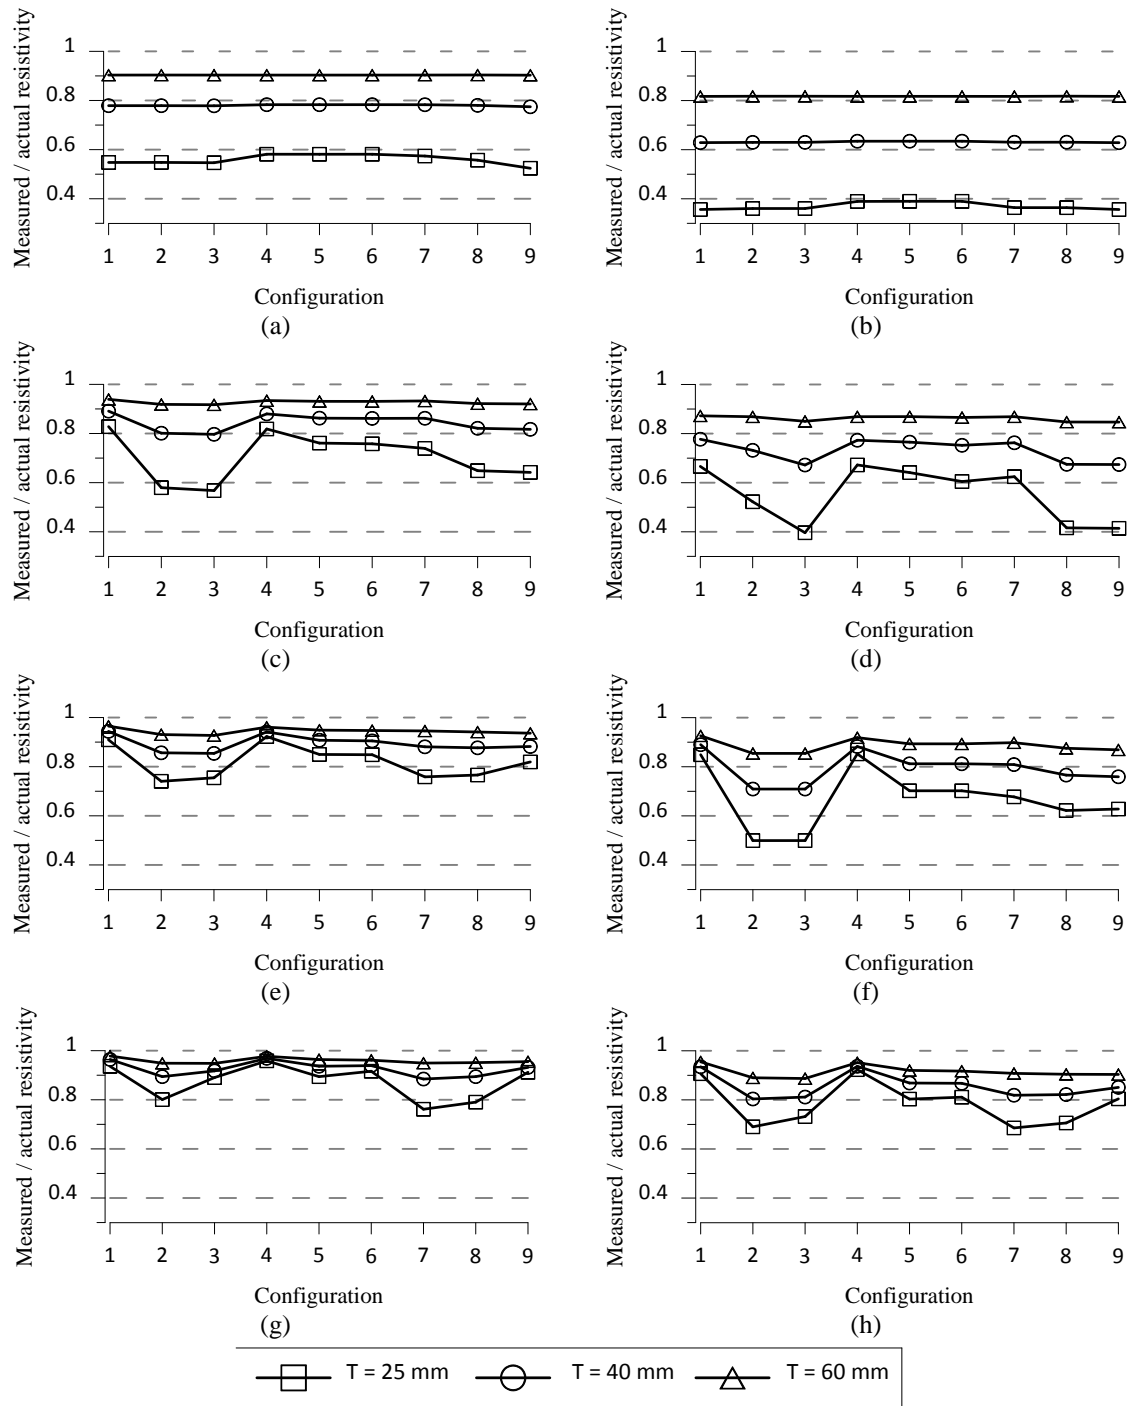 Measured / actual resistivity
1
0.8
0.6
0.4
1 2 3 4 5 6 7 8 9
Configuration
(a)
Measured / actual resistivity
1
0.8
0.6
0.4
1 2 3 4 5 6 7 8 9
Configuration
(b)
Measured / actual resistivity
1
0.8
0.6
0.4
1 2 3 4 5 6 7 8 9
Configuration
(c)
Measured / actual resistivity
1
0.8
0.6
0.4
1 2 3 4 5 6 7 8 9
Configuration
(d)
Measured / actual resistivity
1
0.8
0.6
0.4
1 2 3 4 5 6 7 8 9
Configuration
(e)
Measured / actual resistivity
1
0.8
0.6
0.4
1 2 3 4 5 6 7 8 9
Configuration
(f)
Measured / actual resistivity
1
0.8
0.6
0.4
1 2 3 4 5 6 7 8 9
Configuration
(g)
Measured / actual resistivity
1
0.8
0.6
0.4
1 2 3 4 5 6 7 8 9
Configuration
(h)
T = 25 mm T = 40 mm T = 60 mm